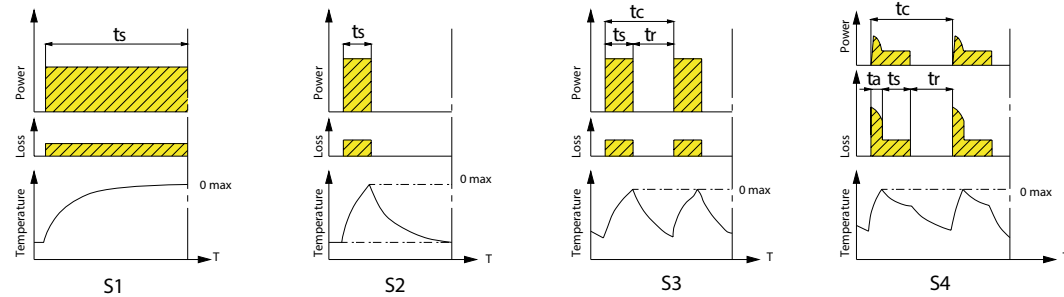 Power
ts
Loss
Temperature
0 max
T
S1
Power
ts
Loss
Temperature
0 max
T
S2
Power
tc
ts tr
Loss
Temperature
0 max
T
S3
Power
tc
ta ts tr
Loss
Temperature
0 max
T
S4